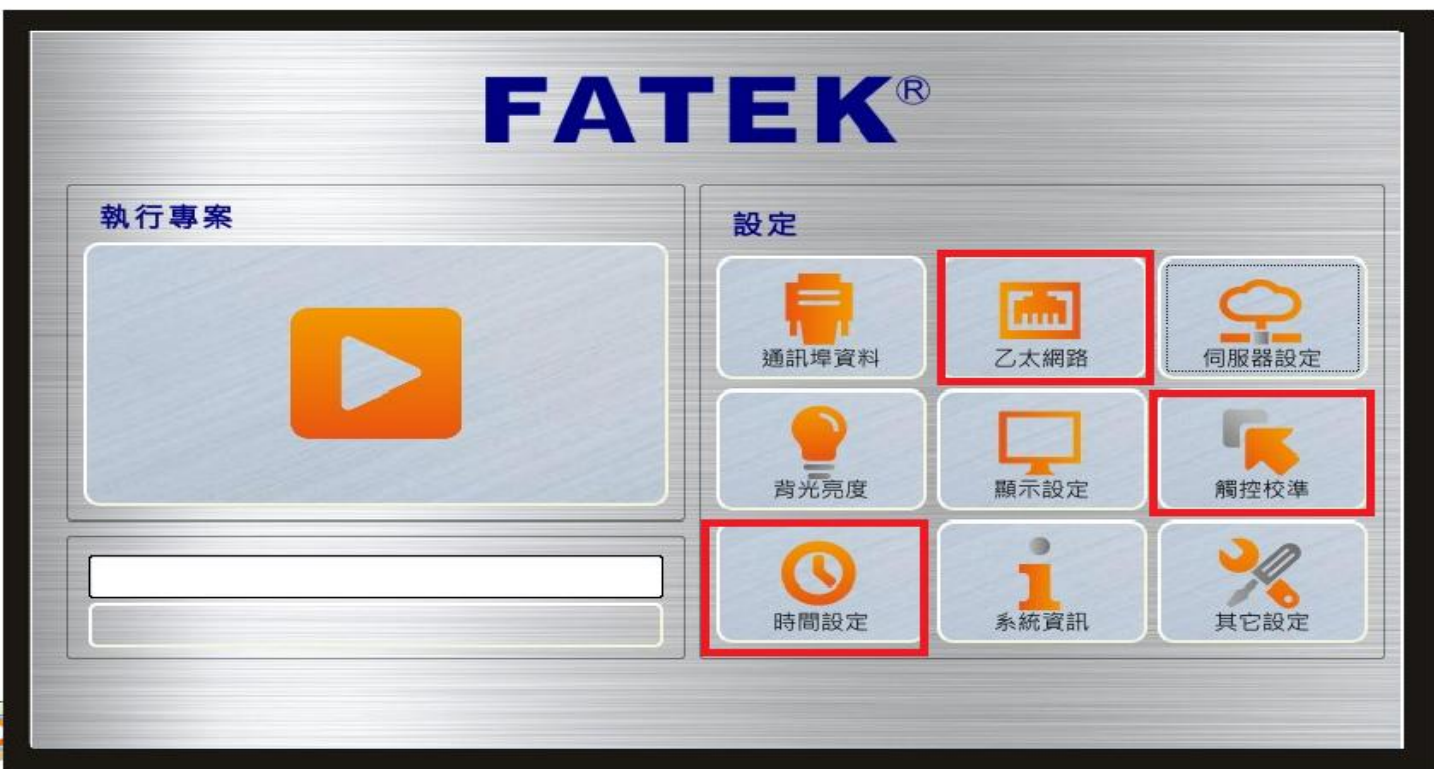 FATEK®
執行專案
設定
通訊埠資料
乙太網路
伺服器設定
背光亮度
顯示設定
觸控校準
時間設定
系統資訊
其它設定